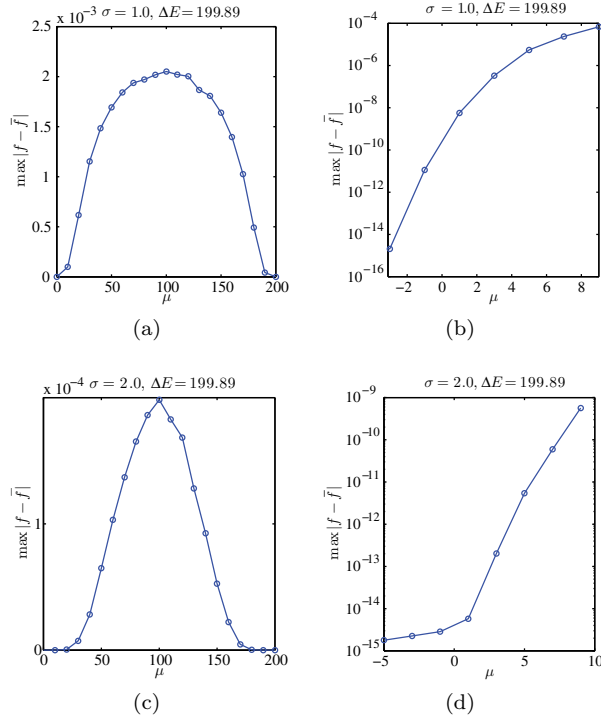 x 10⁻³ σ = 1.0, ΔE = 199.89
2.5
2
1.5
1
0.5
0
max |f − f̄|
0 50 100 150 200
μ
(a)
σ = 1.0, ΔE = 199.89
10⁻⁴
10⁻⁶
10⁻⁸
10⁻¹⁰
10⁻¹²
10⁻¹⁴
10⁻¹⁶
max |f − f̄|
−2 0 2 4 6 8
μ
(b)
x 10⁻⁴ σ = 2.0, ΔE = 199.89
1
0
max |f − f̄|
0 50 100 150 200
μ
(c)
σ = 2.0, ΔE = 199.89
10⁻⁹
10⁻¹⁰
10⁻¹¹
10⁻¹²
10⁻¹³
10⁻¹⁴
10⁻¹⁵
max |f − f̄|
−5 0 5 10
μ
(d)